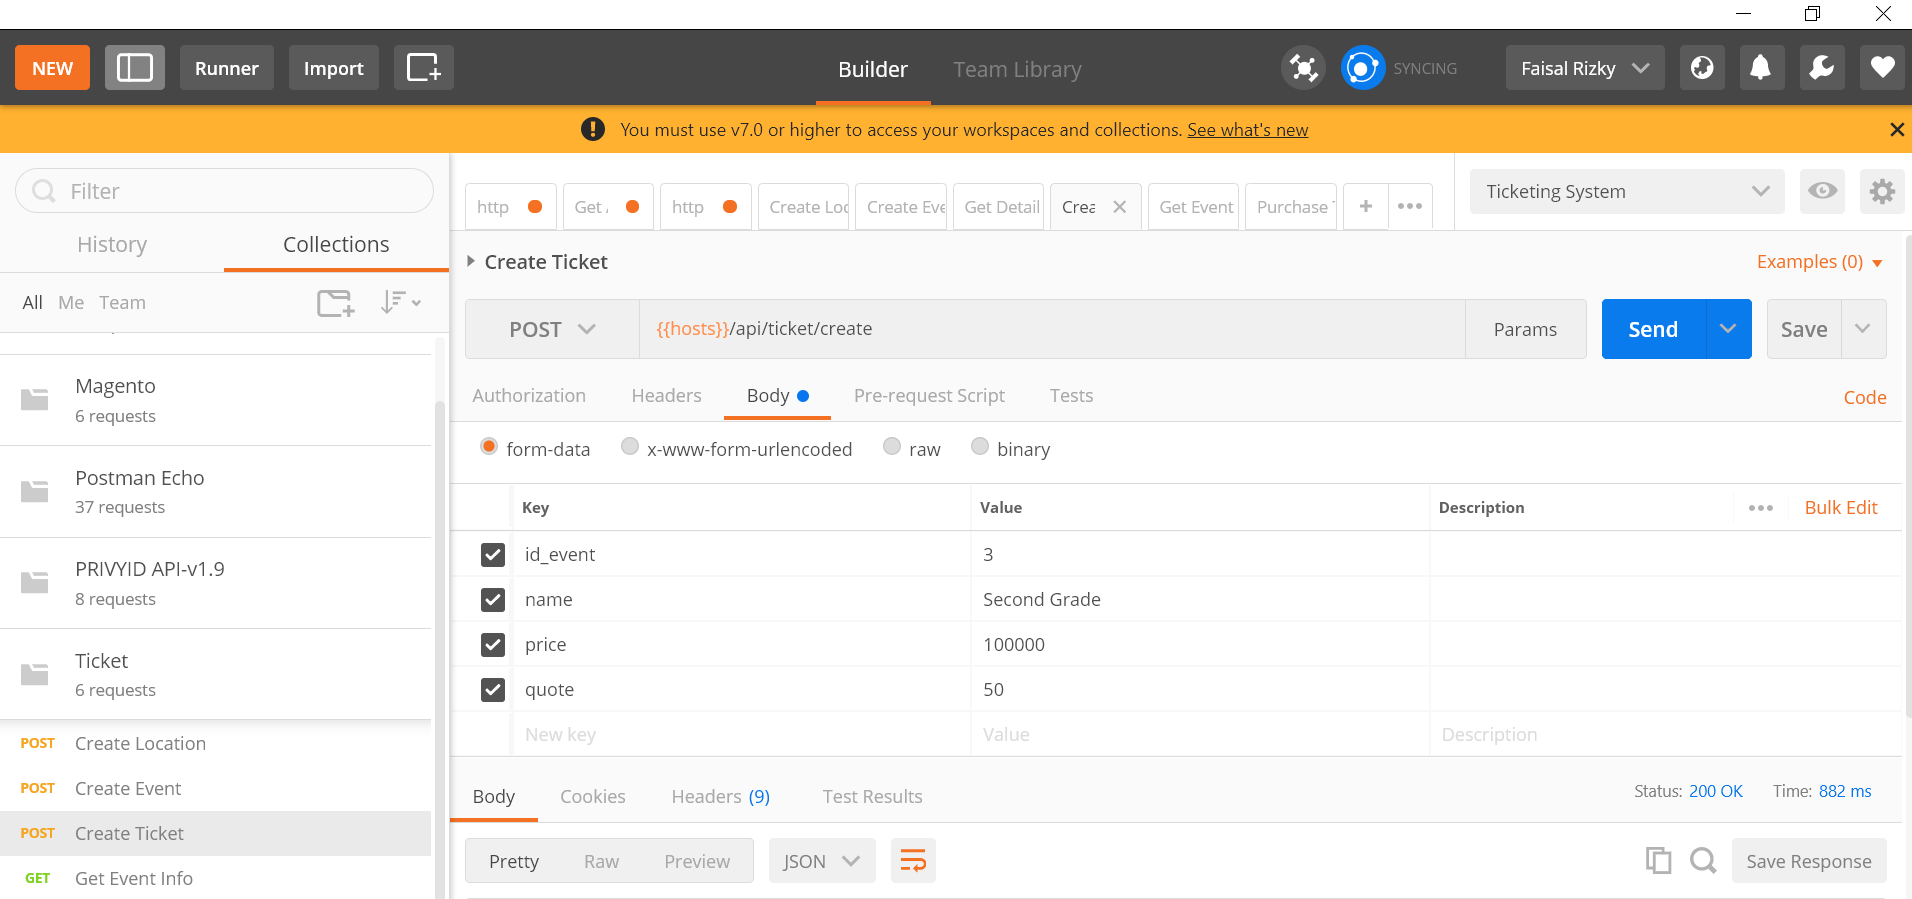 NEW Runner Import Builder Team Library SYNCING Faisal Rizky
You must use v7.0 or higher to access your workspaces and collections. See what's new
Filter
History Collections
All Me Team
Magento
6 requests
Postman Echo
37 requests
PRIVYID API-v1.9
8 requests
Ticket
6 requests
POST Create Location
POST Create Event
POST Create Ticket
GET Get Event Info
http Get http Create Loc Create Eve Get Detail Crea Get Event Purchase + ••• Ticketing System
Create Ticket Examples (0)
POST {{hosts}}/api/ticket/create Params Send Save
Authorization Headers Body Pre-request Script Tests Code
form-data x-www-form-urlencoded raw binary
Key Value Description ••• Bulk Edit
id_event 3
name Second Grade
price 100000
quote 50
New key Value Description
Body Cookies Headers (9) Test Results Status: 200 OK Time: 882 ms
Pretty Raw Preview JSON Save Response